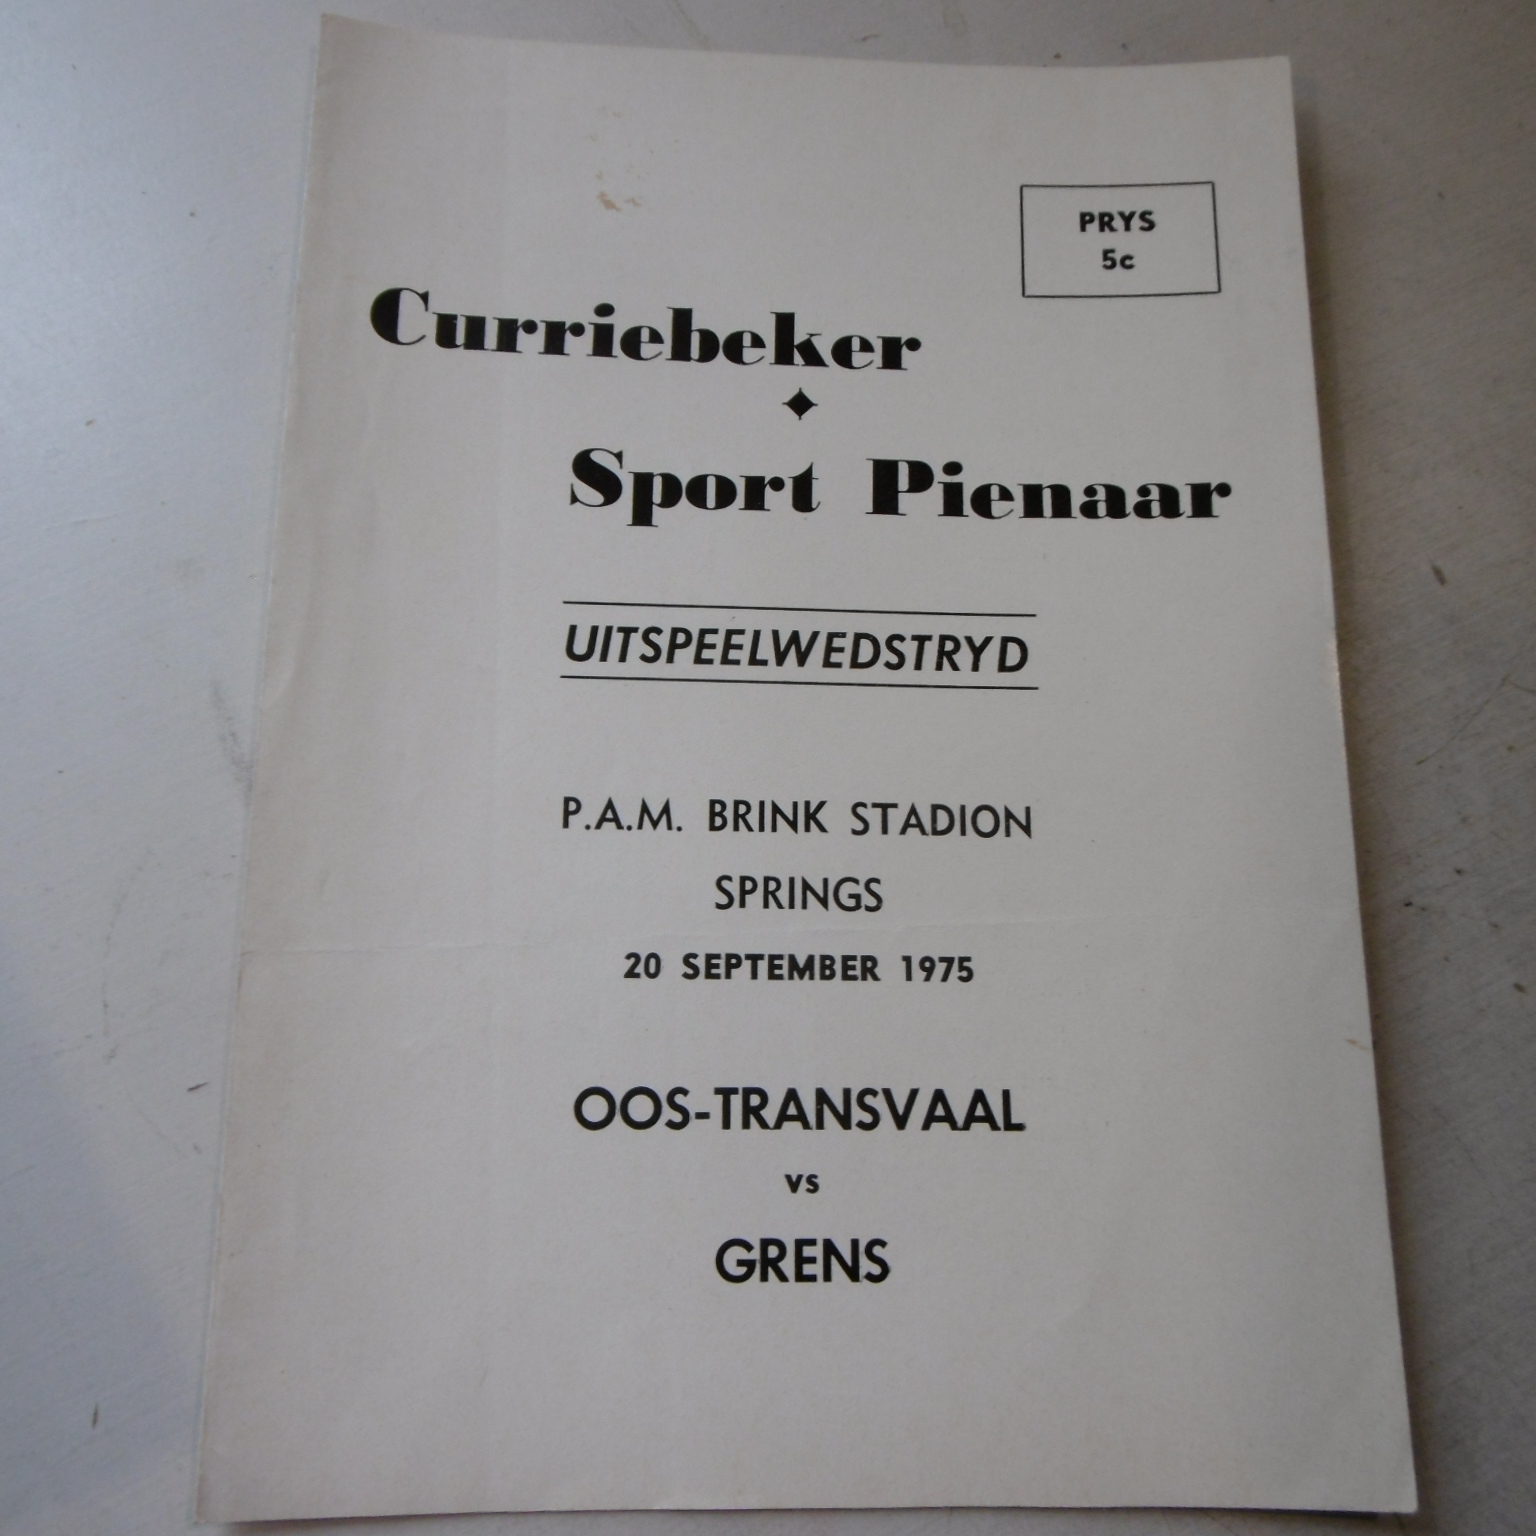 PRYS
5c
Curriebeker
Sport Pienaar
UITSPEELWEDSTRYD
P.A.M. BRINK STADION
SPRINGS
20 SEPTEMBER 1975
OOS-TRANSVAAL
vs
GRENS